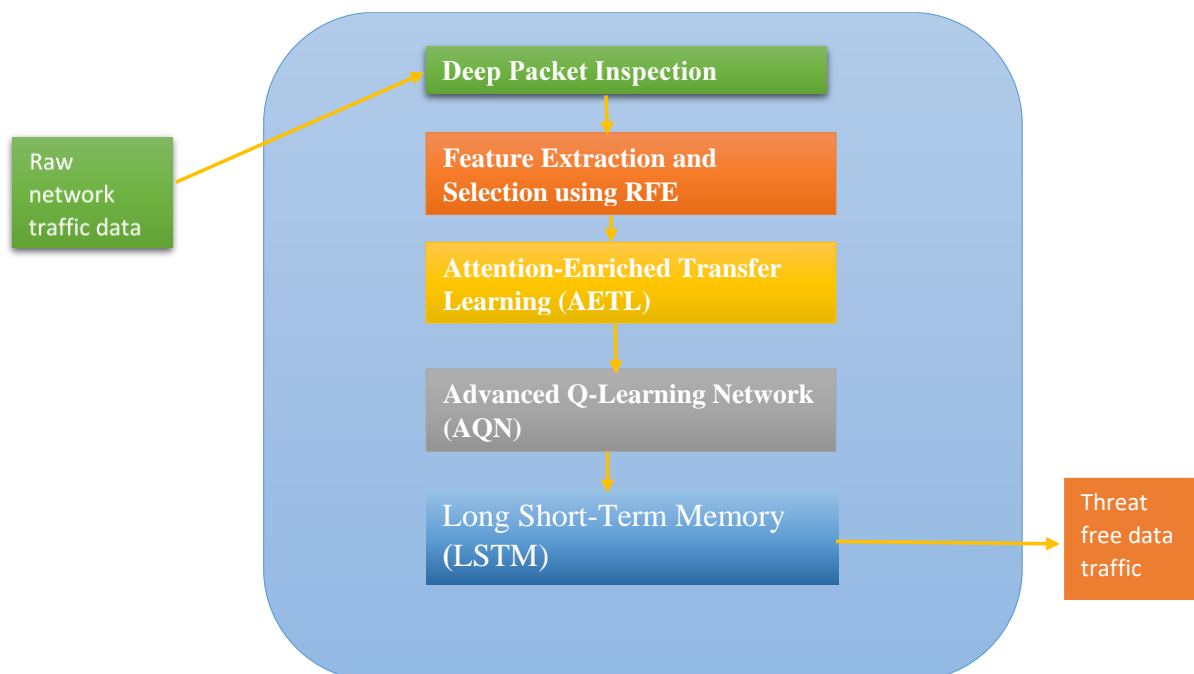 Deep Packet Inspection
Raw
network
traffic data
Feature Extraction and
Selection using RFE
Attention-Enriched Transfer
Learning (AETL)
Advanced Q-Learning Network
(AQN)
Long Short-Term Memory
(LSTM)
Threat
free data
traffic